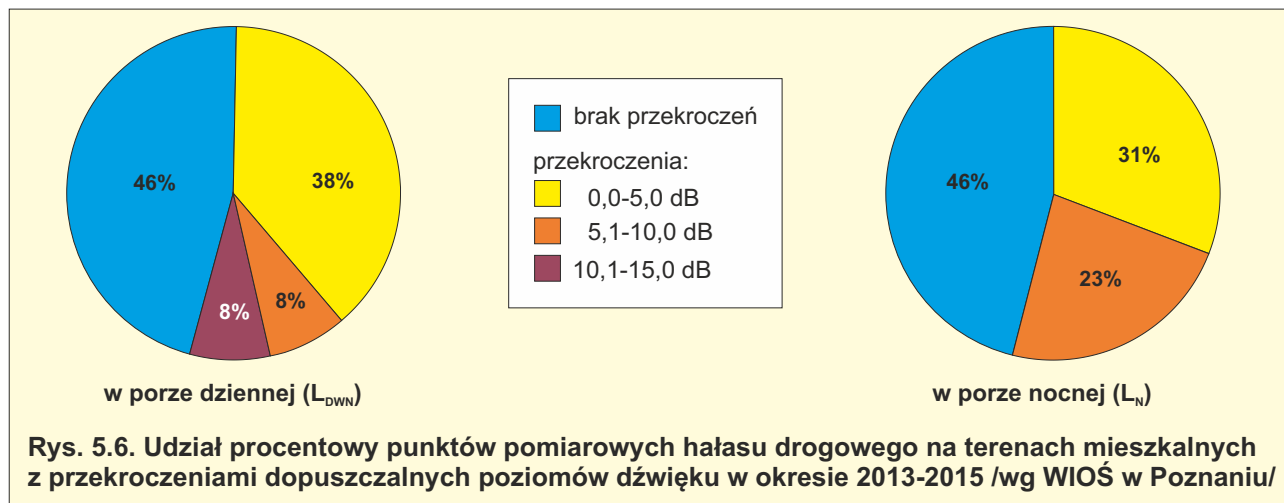 46%
38%
8%
8%
w porze dziennej (LDWN)
brak przekroczeń
przekroczenia:
0,0-5,0 dB
5,1-10,0 dB
10,1-15,0 dB
46%
31%
23%
w porze nocnej (LN)
Rys. 5.6. Udział procentowy punktów pomiarowych hałasu drogowego na terenach mieszkalnych
z przekroczeniami dopuszczalnych poziomów dźwięku w okresie 2013-2015 /wg WIOŚ w Poznaniu/